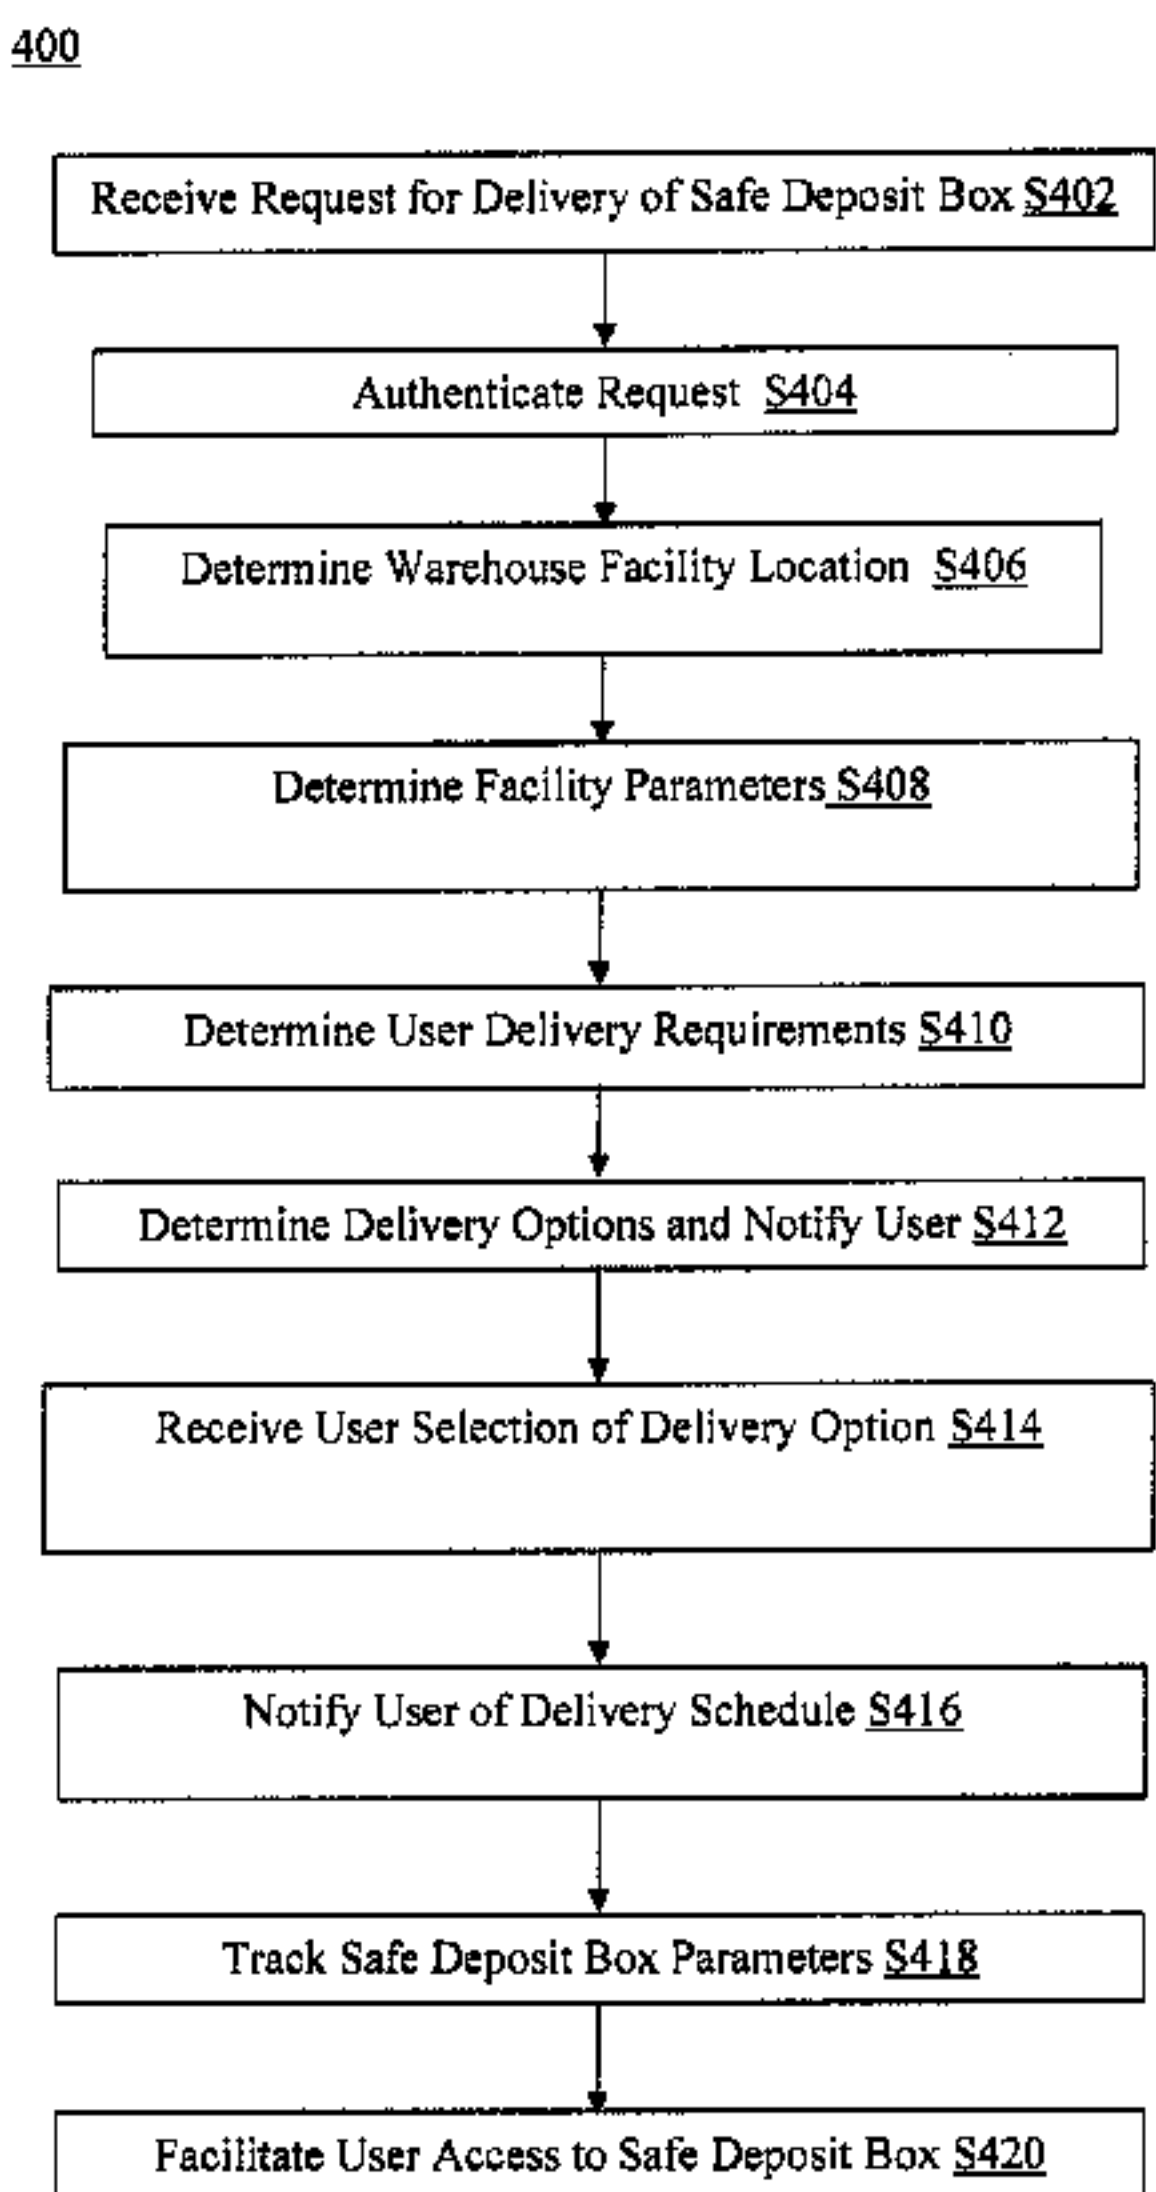 400
Receive Request for Delivery of Safe Deposit Box S402
Authenticate Request S404
Determine Warehouse Facility Location S406
Determine Facility Parameters S408
Determine User Delivery Requirements S410
Determine Delivery Options and Notify User S412
Receive User Selection of Delivery Option S414
Notify User of Delivery Schedule S416
Track Safe Deposit Box Parameters S418
Facilitate User Access to Safe Deposit Box S420